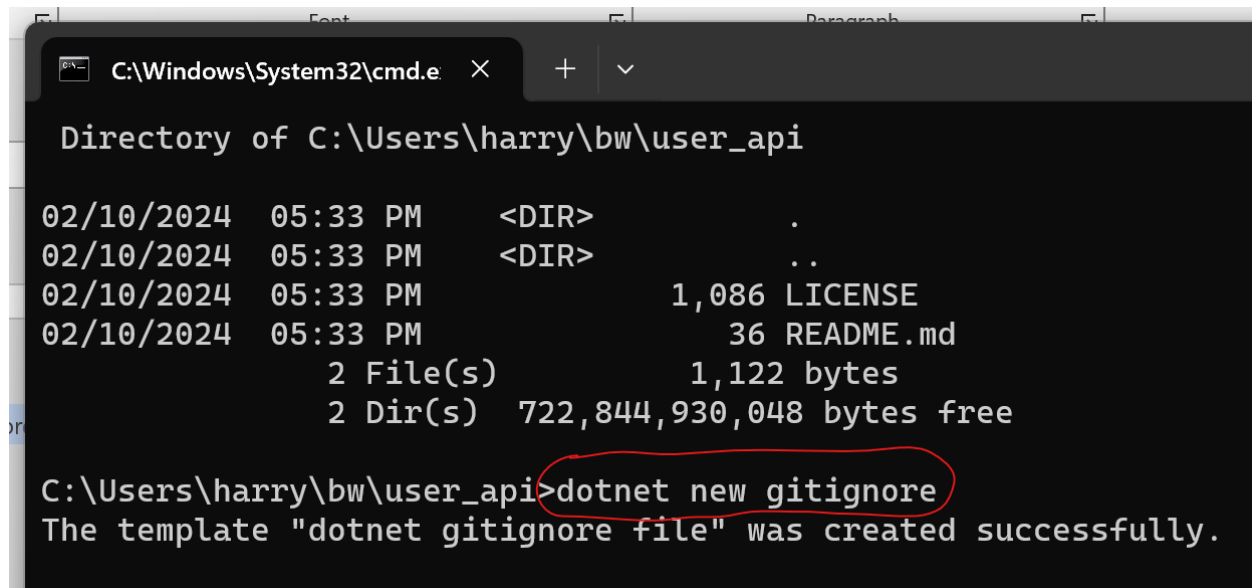 Font Paragraph
C:\Windows\System32\cmd.e
Directory of C:\Users\harry\bw\user_api
02/10/2024 05:33 PM <DIR> .
02/10/2024 05:33 PM <DIR> ..
02/10/2024 05:33 PM 1,086 LICENSE
02/10/2024 05:33 PM 36 README.md
2 File(s) 1,122 bytes
2 Dir(s) 722,844,930,048 bytes free
C:\Users\harry\bw\user_api>dotnet new gitignore
The template "dotnet gitignore file" was created successfully.